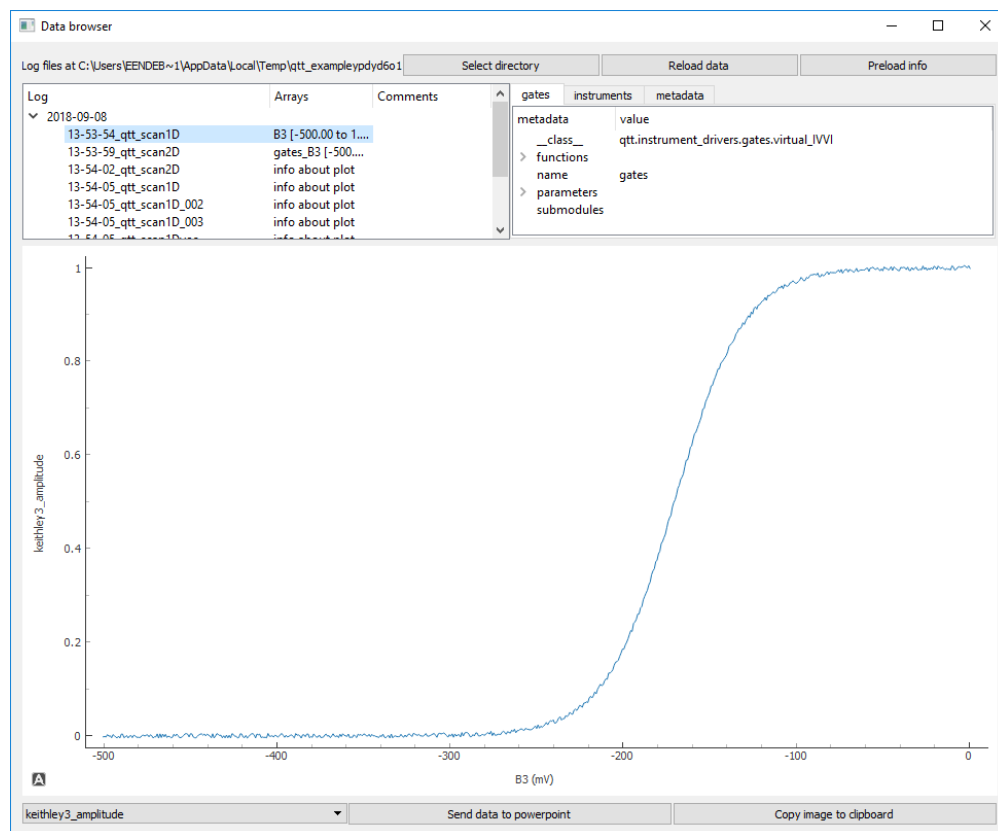 Data browser
Log files at C:\Users\EENDEB~1\AppData\Local\Temp\qtt_exampleypdyd6o1 Select directory Reload data Preload info
Log Arrays Comments
2018-09-08
13-53-54_qtt_scan1D B3 [-500.00 to 1....
13-53-59_qtt_scan2D gates_B3 [-500....
13-54-02_qtt_scan2D info about plot
13-54-05_qtt_scan1D info about plot
13-54-05_qtt_scan1D_002 info about plot
13-54-05_qtt_scan1D_003 info about plot
gates instruments metadata
metadata value
__class__ qtt.instrument_drivers.gates.virtual_IVVI
functions
name gates
parameters
submodules
1
0.8
0.6
0.4
0.2
0
keithley3_amplitude
-500 -400 -300 -200 -100 0
B3 (mV)
A
keithley3_amplitude Send data to powerpoint Copy image to clipboard